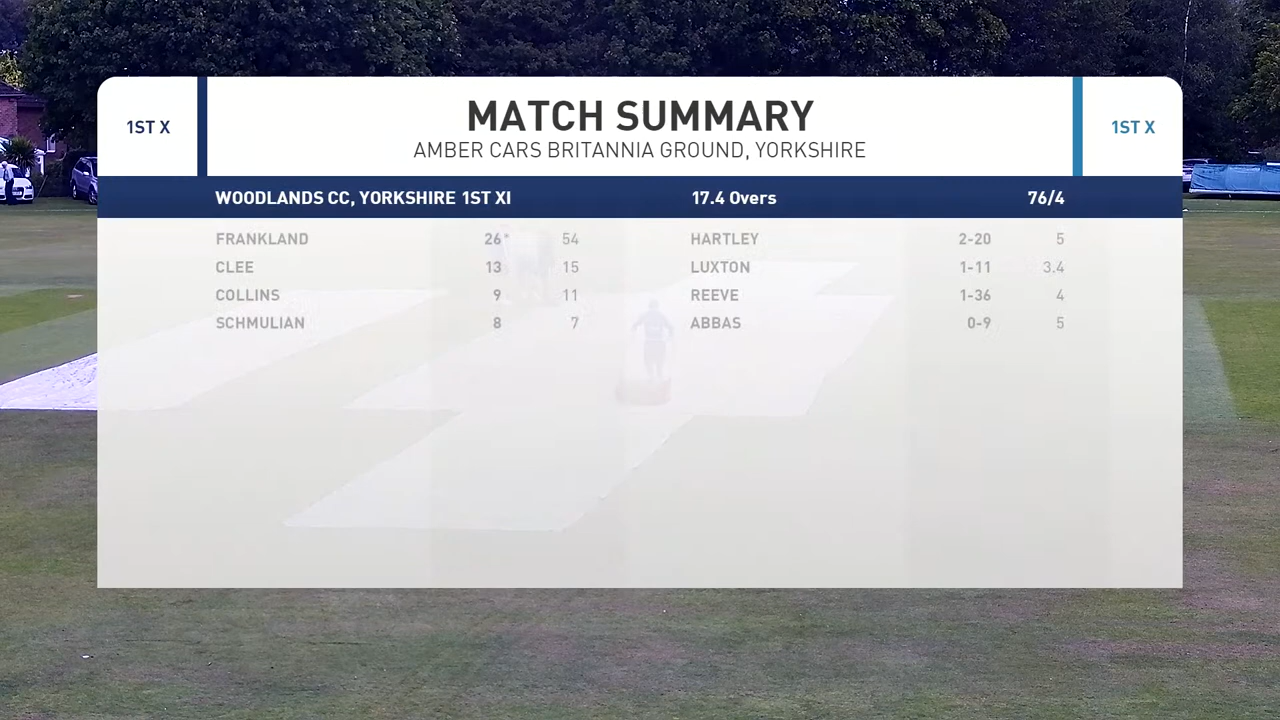 1ST X
MATCH SUMMARY
1ST X
AMBER CARS BRITANNIA GROUND, YORKSHIRE
WOODLANDS CC, YORKSHIRE 1ST XI 17.4 Overs 76/4
FRANKLAND 26* 54 HARTLEY 2-20 5
CLEE 13 15 LUXTON 1-11 3.4
COLLINS 9 11 REEVE 1-36 4
SCHMULIAN 8 7 ABBAS 0-9 5